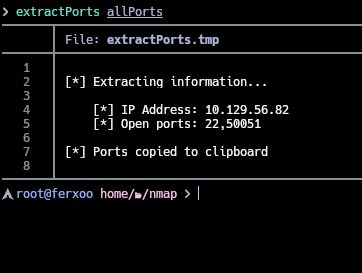 > extractPorts allPorts
File: extractPorts.tmp
1
2 [*] Extracting information...
3
4 [*] IP Address: 10.129.56.82
5 [*] Open ports: 22,50051
6
7 [*] Ports copied to clipboard
8
root@ferxoo home/ /nmap >